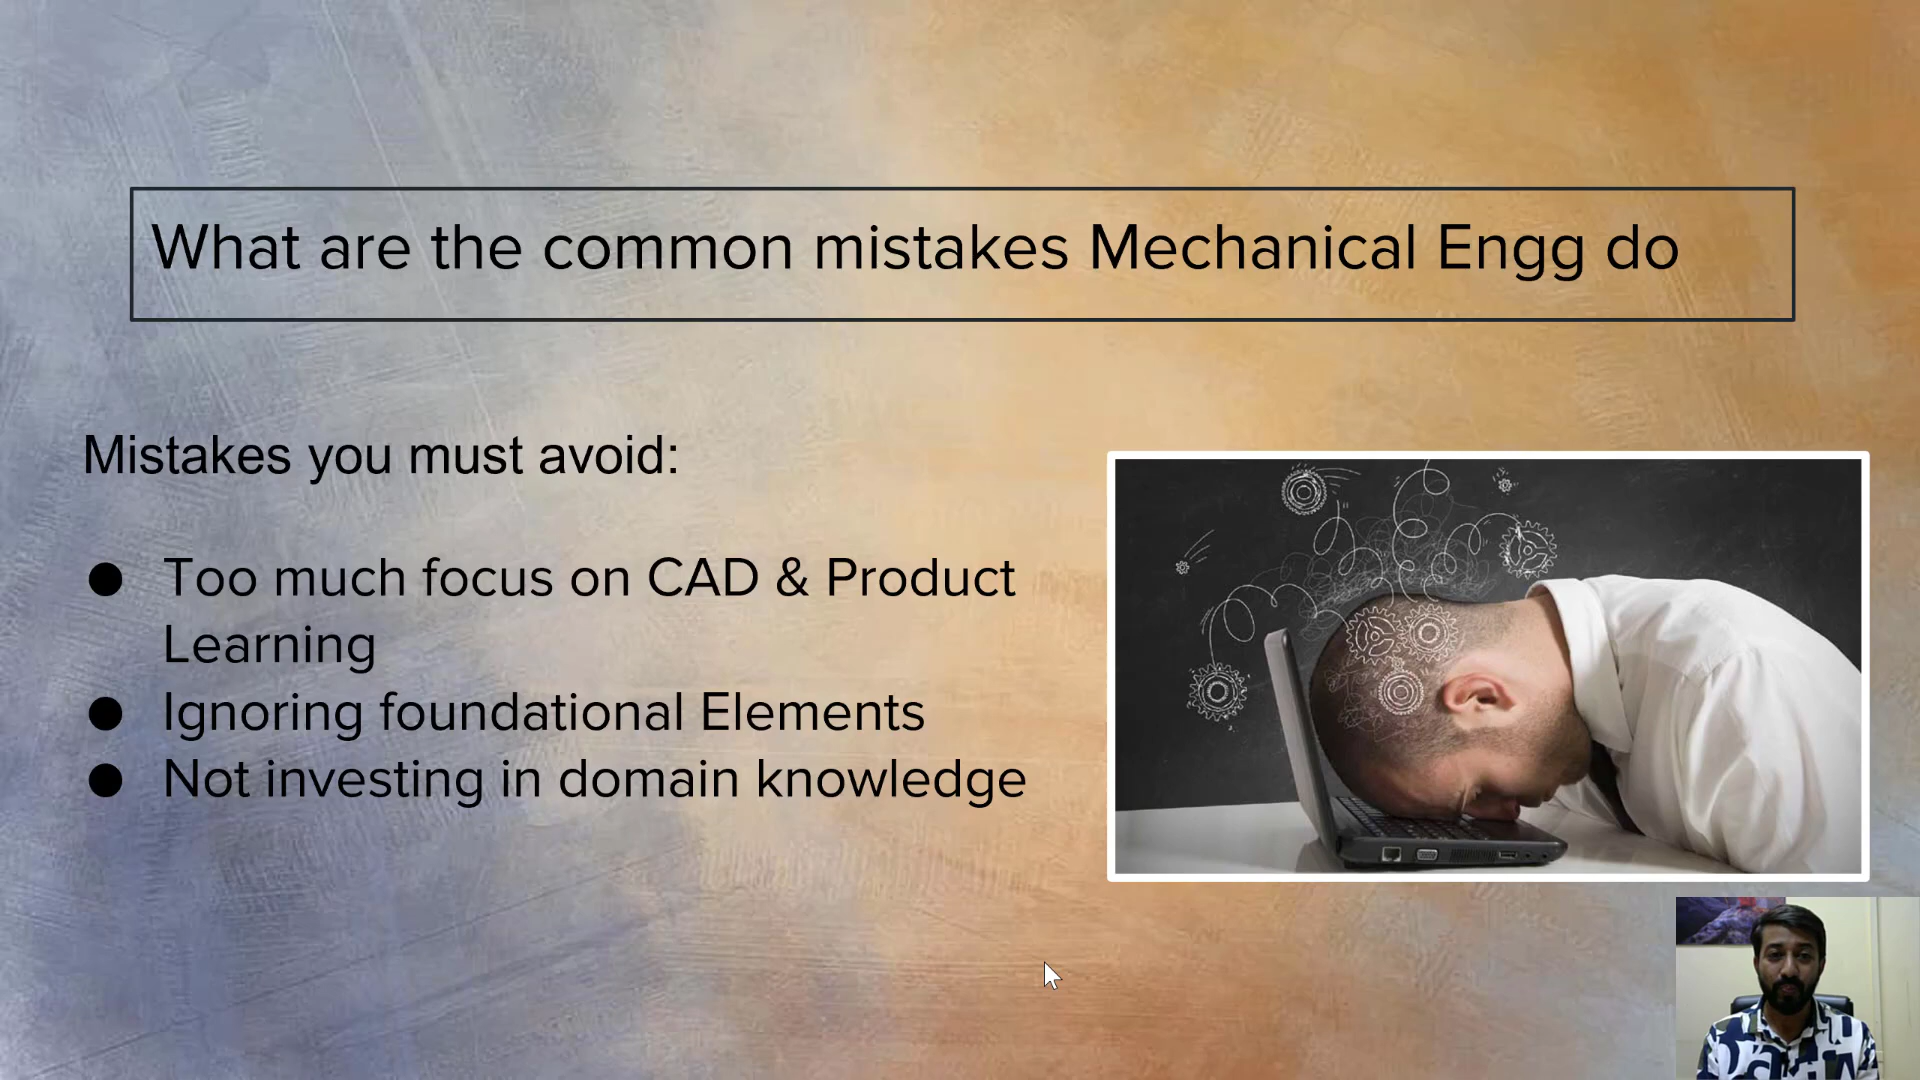 What are the common mistakes Mechanical Engg do
Mistakes you must avoid:
● Too much focus on CAD & Product
Learning
● Ignoring foundational Elements
● Not investing in domain knowledge